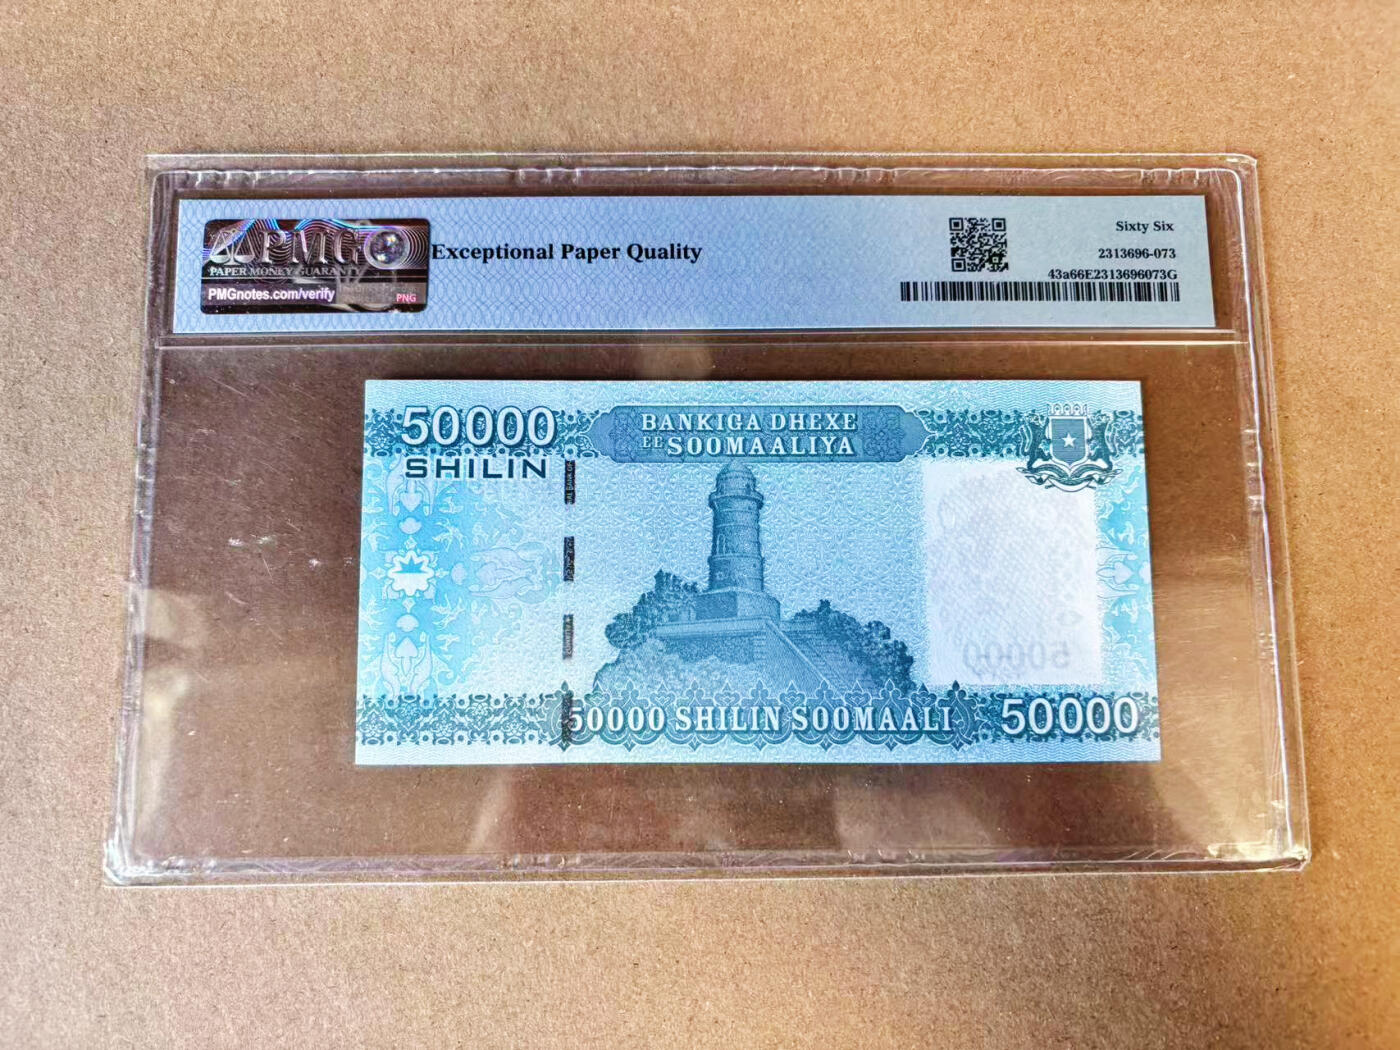 PMG
PAPER MONEY GUARANTY
PMGnotes.com/verify
PNG
Exceptional Paper Quality
Sixty Six
2313696-073
43a66E2313696073G
50000
SHILIN
BANKIGA DHEXE
EE SOOMAALIYA
50000
50000 SHILIN SOOMAALI
50000